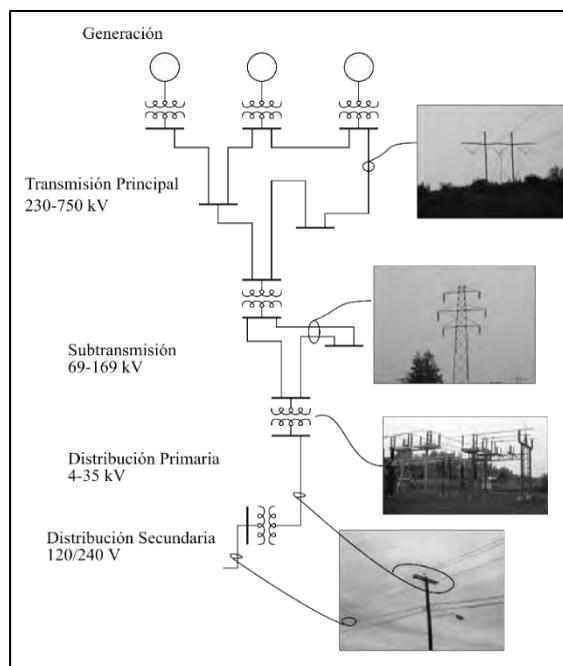 Generación
Transmisión Principal
230-750 kV
Subtransmisión
69-169 kV
Distribución Primaria
4-35 kV
Distribución Secundaria
120/240 V